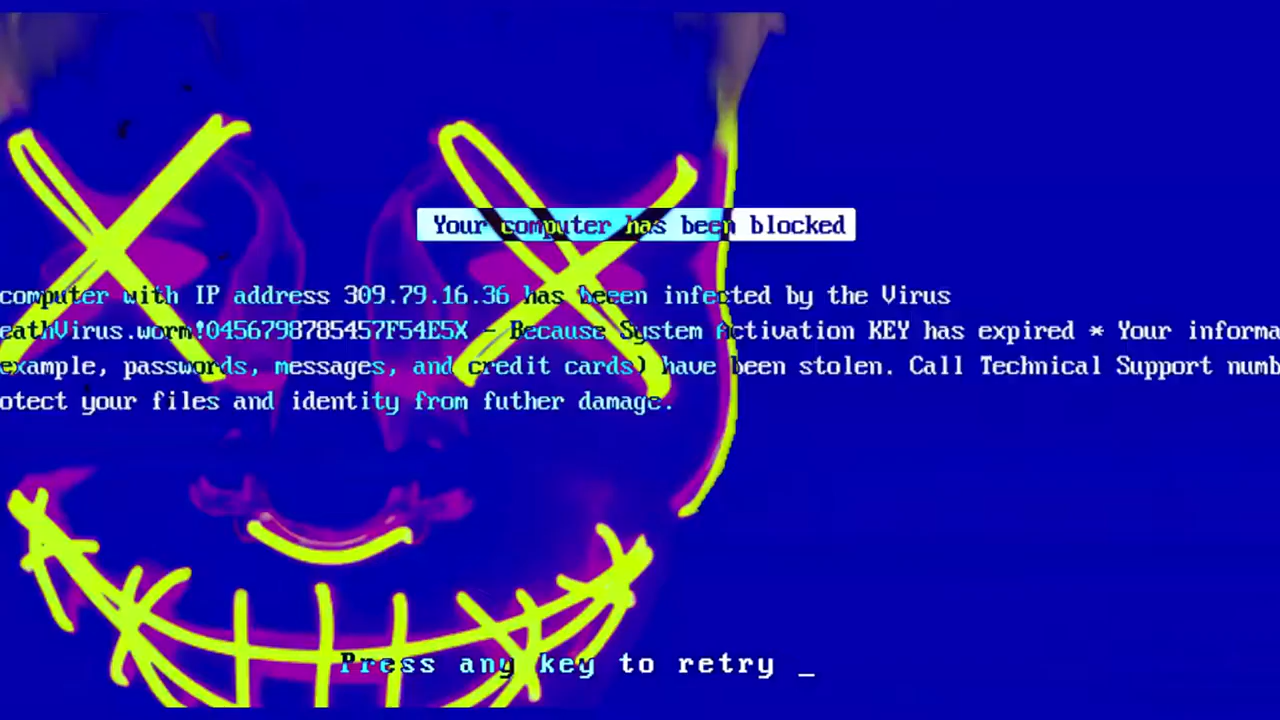 Your computer has been blocked
computer with IP address 309.79.16.36 has beeen infected by the Virus
eathVirus.worm!0456798785457F54E5X - Because System Activation KEY has expired * Your informa
example, passwords, messages, and credit cards) have been stolen. Call Technical Support numb
otect your files and identity from futher damage.
Press any key to retry _